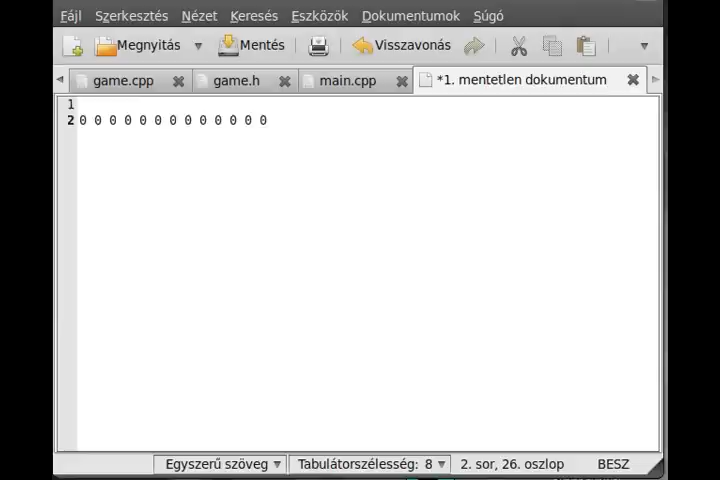 Fájl Szerkesztés Nézet Keresés Eszközök Dokumentumok Súgó
Megnyitás Mentés Visszavonás
game.cpp game.h main.cpp *1. mentetlen dokumentum
1
2 0 0 0 0 0 0 0 0 0 0 0 0 0
Egyszerű szöveg Tabulátorszélesség: 8 2. sor, 26. oszlop BESZ